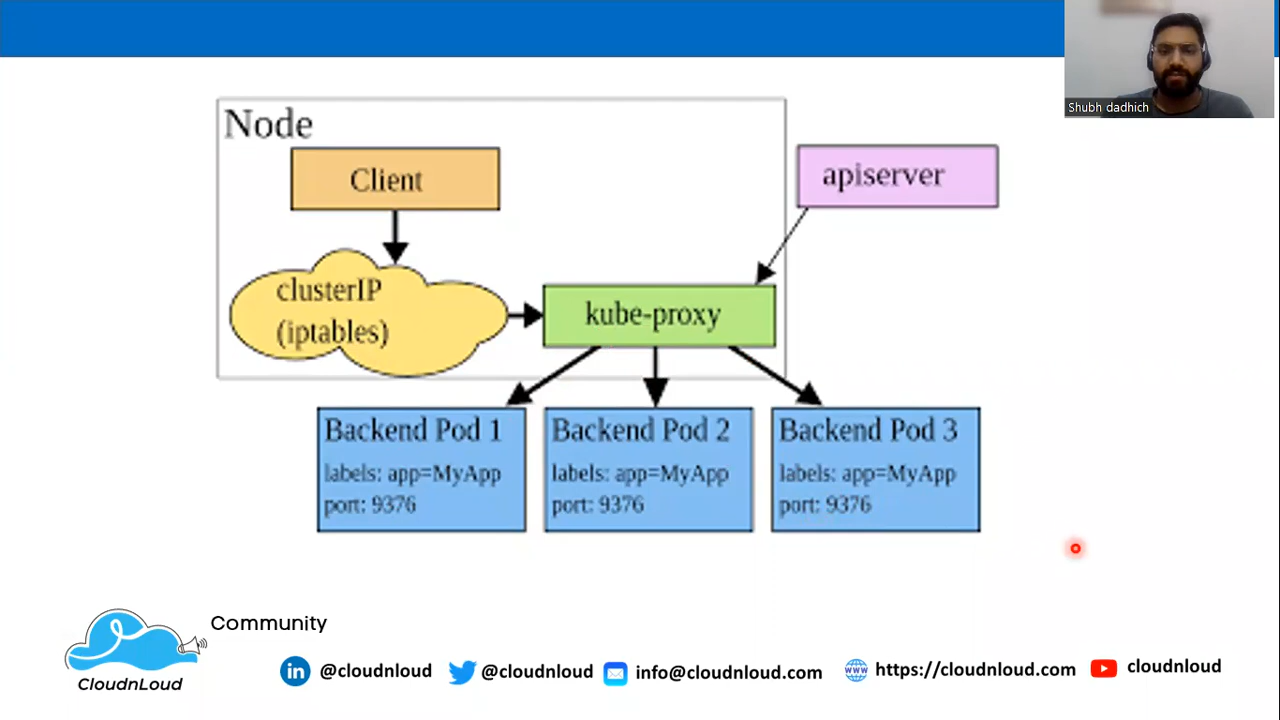 Shubh dadhich
Node
Client
apiserver
clusterIP
(iptables)
kube-proxy
Backend Pod 1
labels: app=MyApp
port: 9376
Backend Pod 2
labels: app=MyApp
port: 9376
Backend Pod 3
labels: app=MyApp
port: 9376
Community
CloudnLoud
@cloudnloud
@cloudnloud
info@cloudnloud.com
https://cloudnloud.com
cloudnloud